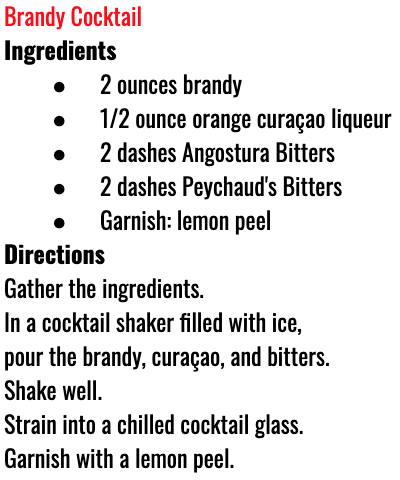 Brandy Cocktail
Ingredients
● 2 ounces brandy
● 1/2 ounce orange curaçao liqueur
● 2 dashes Angostura Bitters
● 2 dashes Peychaud's Bitters
● Garnish: lemon peel
Directions
Gather the ingredients.
In a cocktail shaker filled with ice,
pour the brandy, curaçao, and bitters.
Shake well.
Strain into a chilled cocktail glass.
Garnish with a lemon peel.